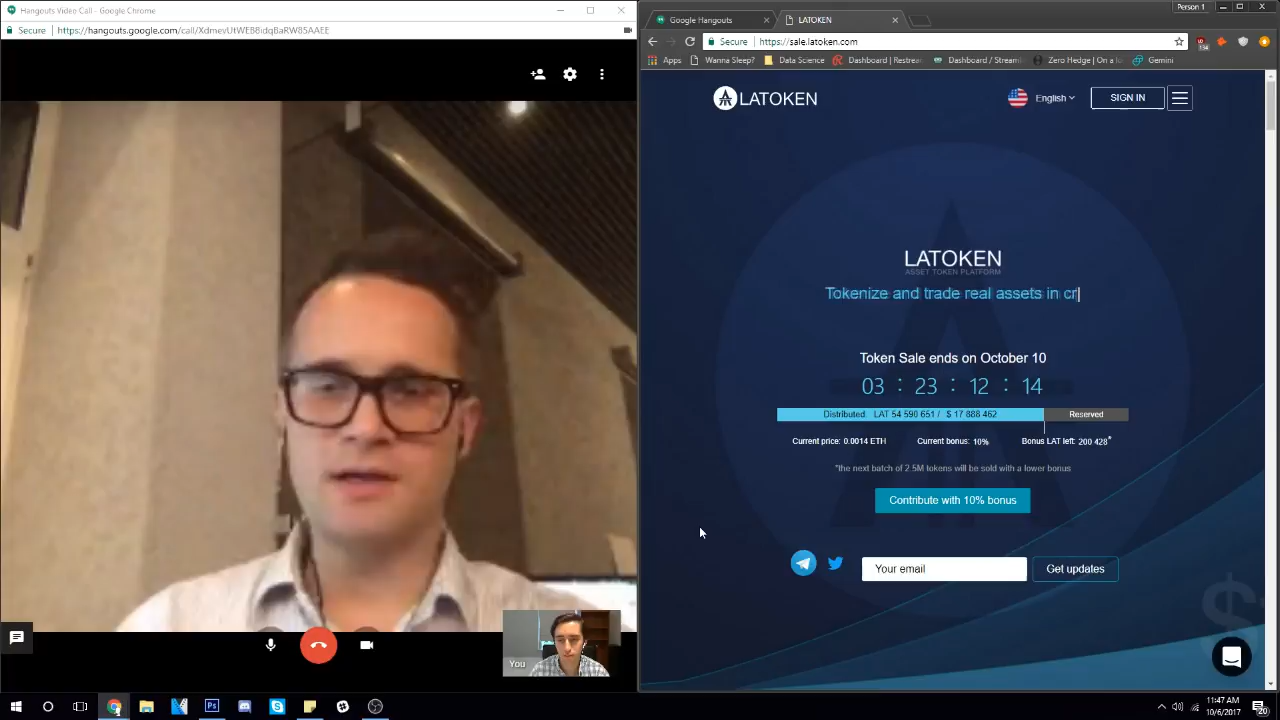 Hangouts Video Call - Google Chrome
Secure
https://hangouts.google.com/call/XdmevUtWEB8idqBaRW85AAEE
You
Person 1
Google Hangouts
LATOKEN
Secure
https://sale.latoken.com
134
Apps
Wanna Sleep?
Data Science
Dashboard | Restrea
Dashboard / Streaml
Zero Hedge | On a lo
Gemini
LATOKEN
English
SIGN IN
LATOKEN
ASSET TOKEN PLATFORM
Tokenize and trade real assets in cr|
Token Sale ends on October 10
03 : 23 : 12 : 14
Distributed: LAT 54 590 651 / $ 17 888 462
Reserved
Current price: 0.0014 ETH
Current bonus: 10%
Bonus LAT left: 200 428*
*the next batch of 2.5M tokens will be sold with a lower bonus
Contribute with 10% bonus
Your email
Get updates
11:47 AM
10/6/2017
20